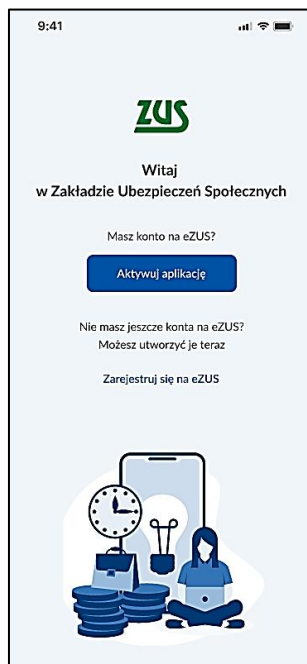 9:41
ZUS
Witaj
w Zakładzie Ubezpieczeń Społecznych
Masz konto na eZUS?
Aktywuj aplikację
Nie masz jeszcze konta na eZUS?
Możesz utworzyć je teraz
Zarejestruj się na eZUS